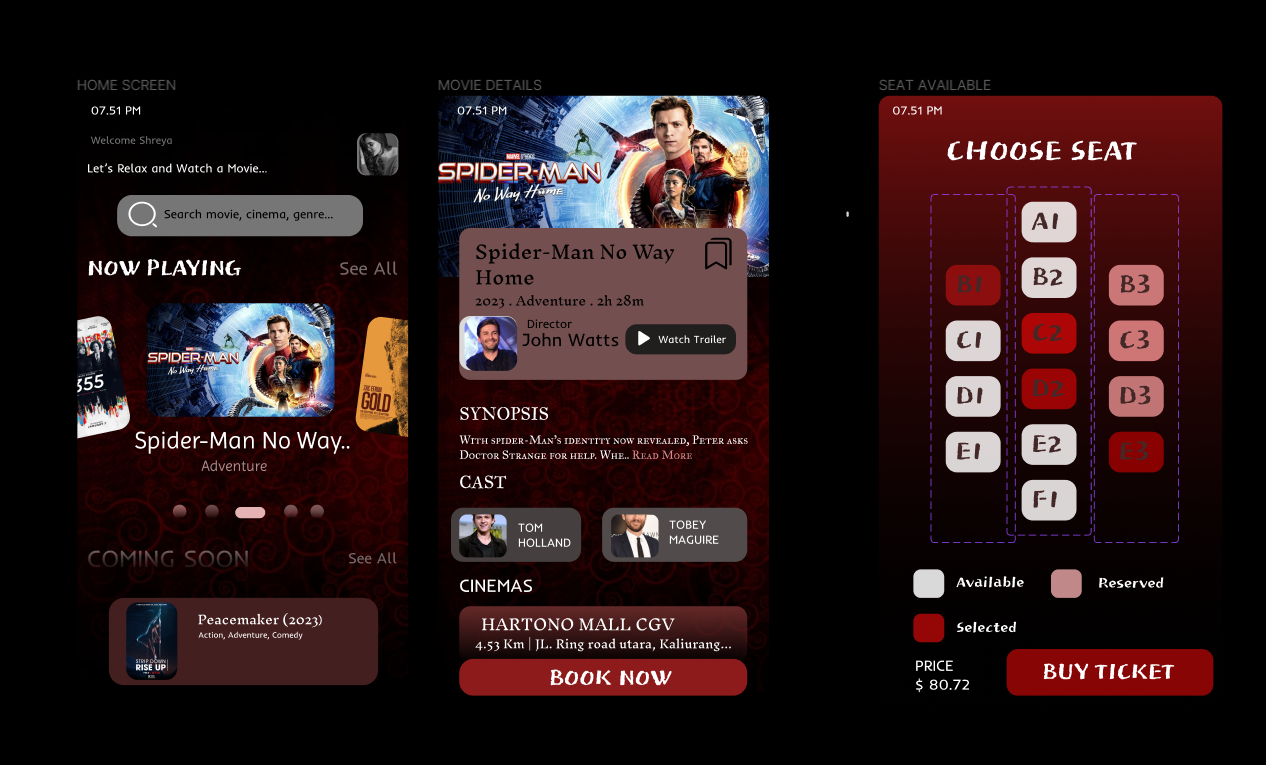 HOME SCREEN
07.51 PM
Welcome Shreya
Let's Relax and Watch a Movie...
Search movie, cinema, genre...
NOW PLAYING
See All
355
SPIDER-MAN
No Way Home
GOLD
Spider-Man No Way..
Adventure
COMING SOON
See All
STRIP DOWN
RISE UP
Peacemaker (2023)
Action, Adventure, Comedy
MOVIE DETAILS
07.51 PM
MARVEL STUDIOS
SPIDER-MAN
No Way Home
Spider-Man No Way
Home
2023 . Adventure . 2h 28m
Director
John Watts
Watch Trailer
SYNOPSIS
With spider-Man's identity now revealed, Peter asks
Doctor Strange for help. Whe.. Read More
CAST
TOM
HOLLAND
TOBEY
MAGUIRE
CINEMAS
HARTONO MALL CGV
4.53 Km | JL. Ring road utara, Kaliurang...
BOOK NOW
SEAT AVAILABLE
07.51 PM
CHOOSE SEAT
A1
B1
B2
B3
C1
C2
C3
D1
D2
D3
E1
E2
E3
F1
Available
Reserved
Selected
PRICE
$ 80.72
BUY TICKET